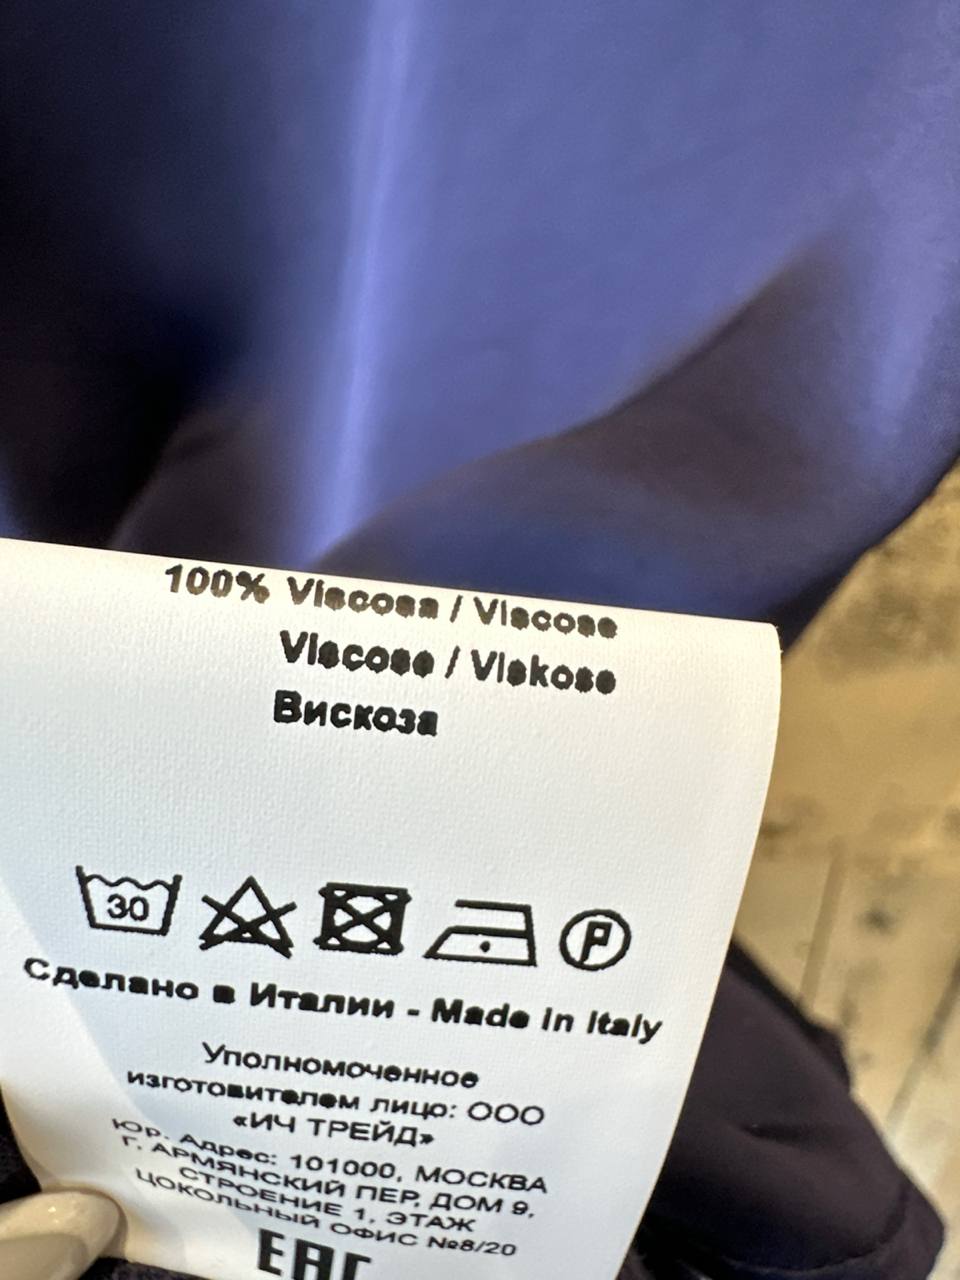 100% Viscosa / Viscose
Viscose / Viskose
Вискоза
30
P
Сделано в Италии - Made in Italy
Уполномоченное
изготовителем лицо: ООО
«ИЧ ТРЕЙД»
Юр. Адрес: 101000, МОСКВА
Г. АРМЯНСКИЙ ПЕР, ДОМ 9,
СТРОЕНИЕ 1, ЭТАЖ
ЦОКОЛЬНЫЙ ОФИС №8/20
EAC